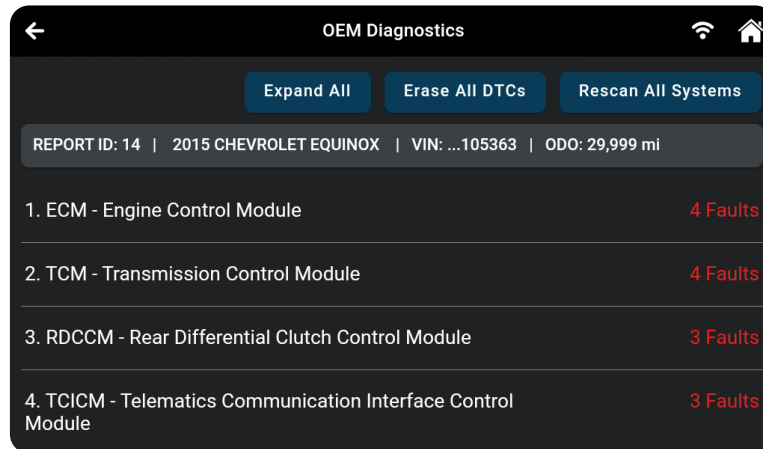 OEM Diagnostics
Expand All Erase All DTCs Rescan All Systems
REPORT ID: 14 | 2015 CHEVROLET EQUINOX | VIN: ...105363 | ODO: 29,999 mi
1. ECM - Engine Control Module 4 Faults
2. TCM - Transmission Control Module 4 Faults
3. RDCCM - Rear Differential Clutch Control Module 3 Faults
4. TCICM - Telematics Communication Interface Control 3 Faults
Module